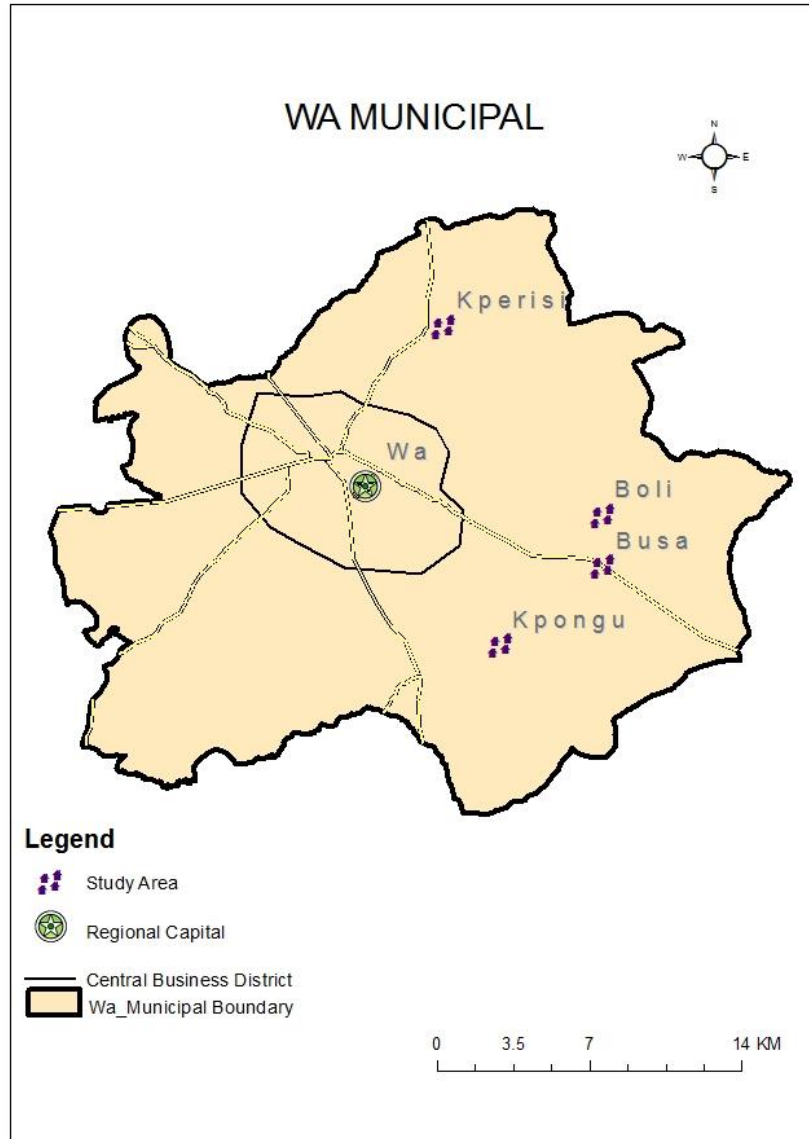 WA MUNICIPAL
N
W E
S
Kperisi
Wa
Boli
Busa
Kpongu
Legend
Study Area
Regional Capital
Central Business District
Wa_Municipal Boundary
0 3.5 7 14 KM